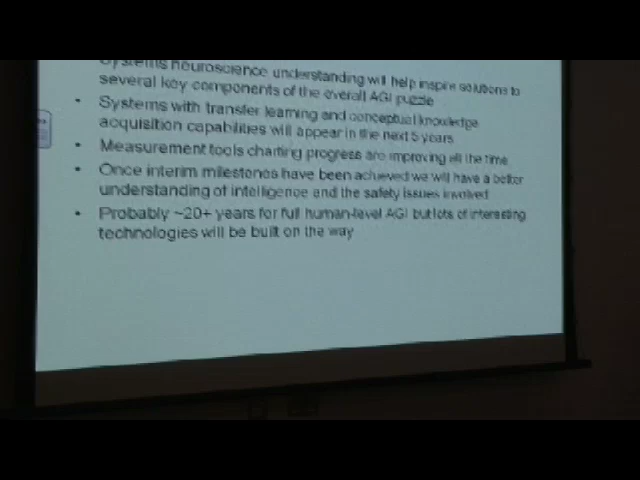 Systems neuroscience understanding will help inspire solutions to
several key components of the overall AGI puzzle
• Systems with transfer learning and conceptual knowledge
acquisition capabilities will appear in the next 5 years
• Measurement tools charting progress are improving all the time
• Once interim milestones have been achieved we will have a better
understanding of intelligence and the safety issues involved
• Probably ~20+ years for full human-level AGI but lots of interesting
technologies will be built on the way